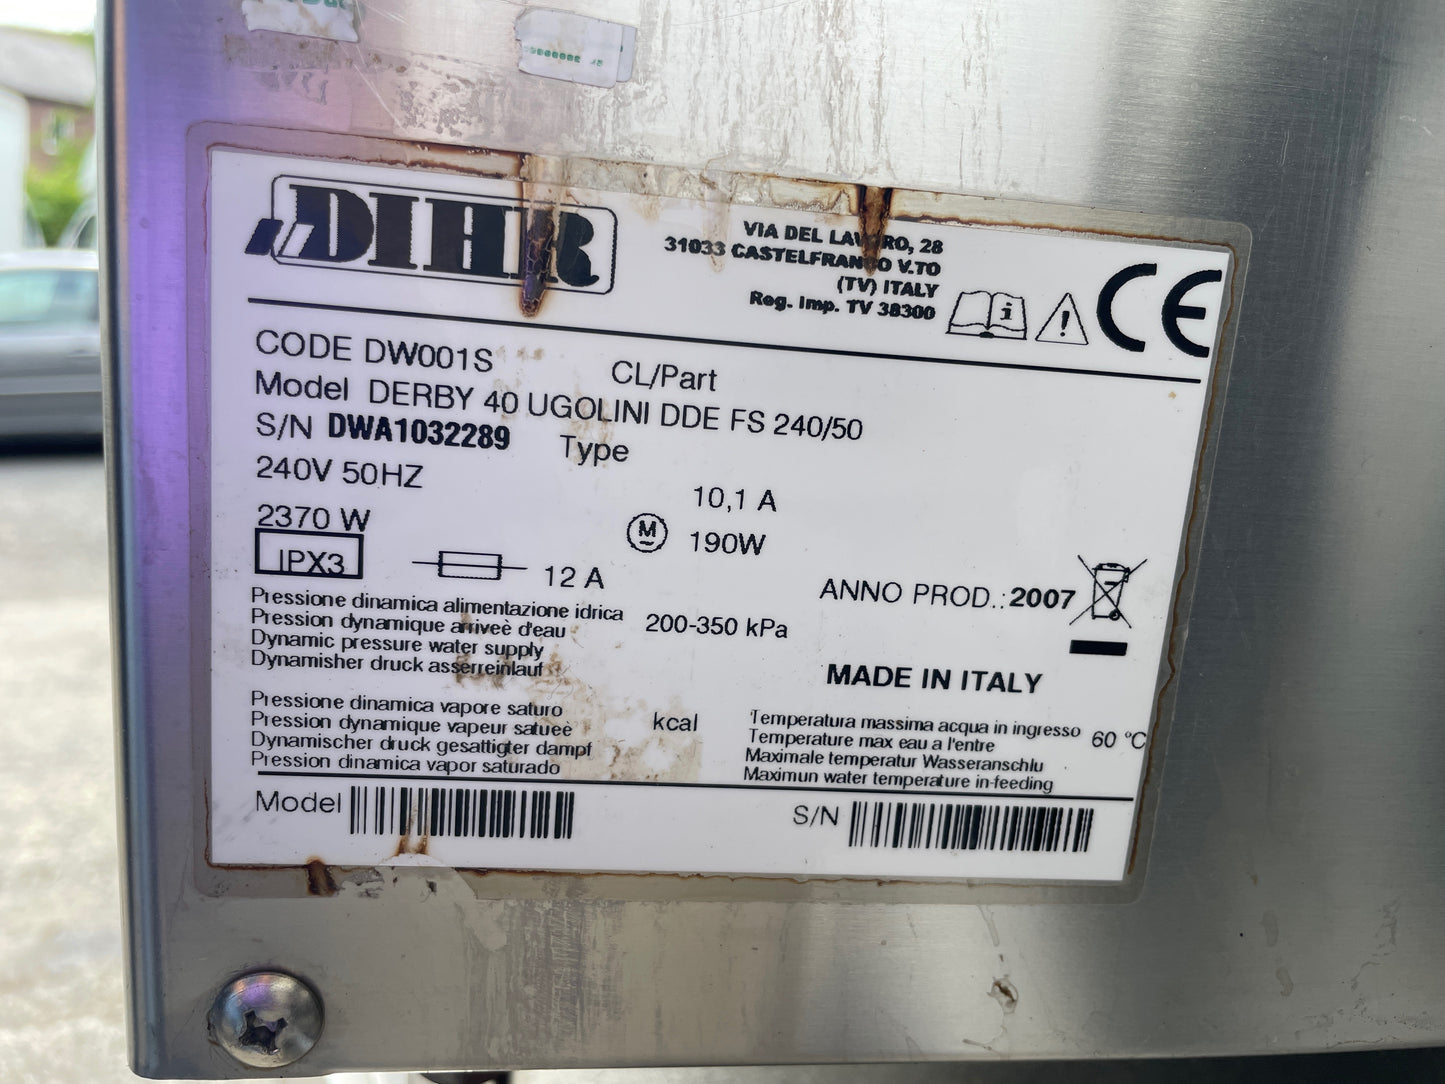 DIHR
VIA DEL LAVORO, 28
31033 CASTELFRANCO V.TO
(TV) ITALY
Reg. Imp. TV 38300
CE
CODE DW001S CL/Part
Model DERBY 40 UGOLINI DDE FS 240/50
S/N DWA1032289 Type
240V 50HZ
10,1 A
2370 W
M 190W
IPX3
12 A
ANNO PROD.: 2007
Pressione dinamica alimentazione idrica
Pression dynamique arriveè d'eau
Dynamic pressure water supply
Dynamisher druck asserreinlauf
200-350 kPa
MADE IN ITALY
Pressione dinamica vapore saturo
Pression dynamique vapeur satueè
Dynamischer druck gesattigter dampf
Pression dinamica vapor saturado
kcal
Temperatura massima acqua in ingresso
Temperature max eau a l'entre
Maximale temperatur Wasseranschlu
Maximun water temperature in-feeding
60 °C
Model
S/N